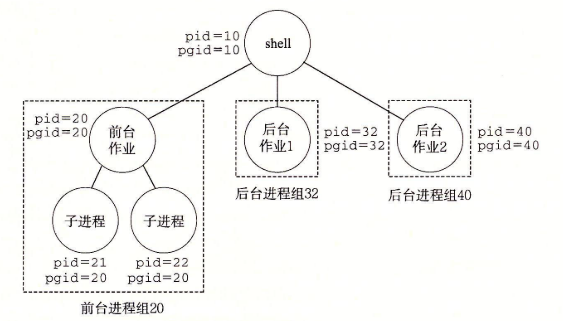 pid=10
pgid=10
shell
pid=20
pgid=20
前台
作业
后台
作业1
pid=32
pgid=32
后台
作业2
pid=40
pgid=40
后台进程组32
后台进程组40
子进程
子进程
pid=21
pgid=20
pid=22
pgid=20
前台进程组20